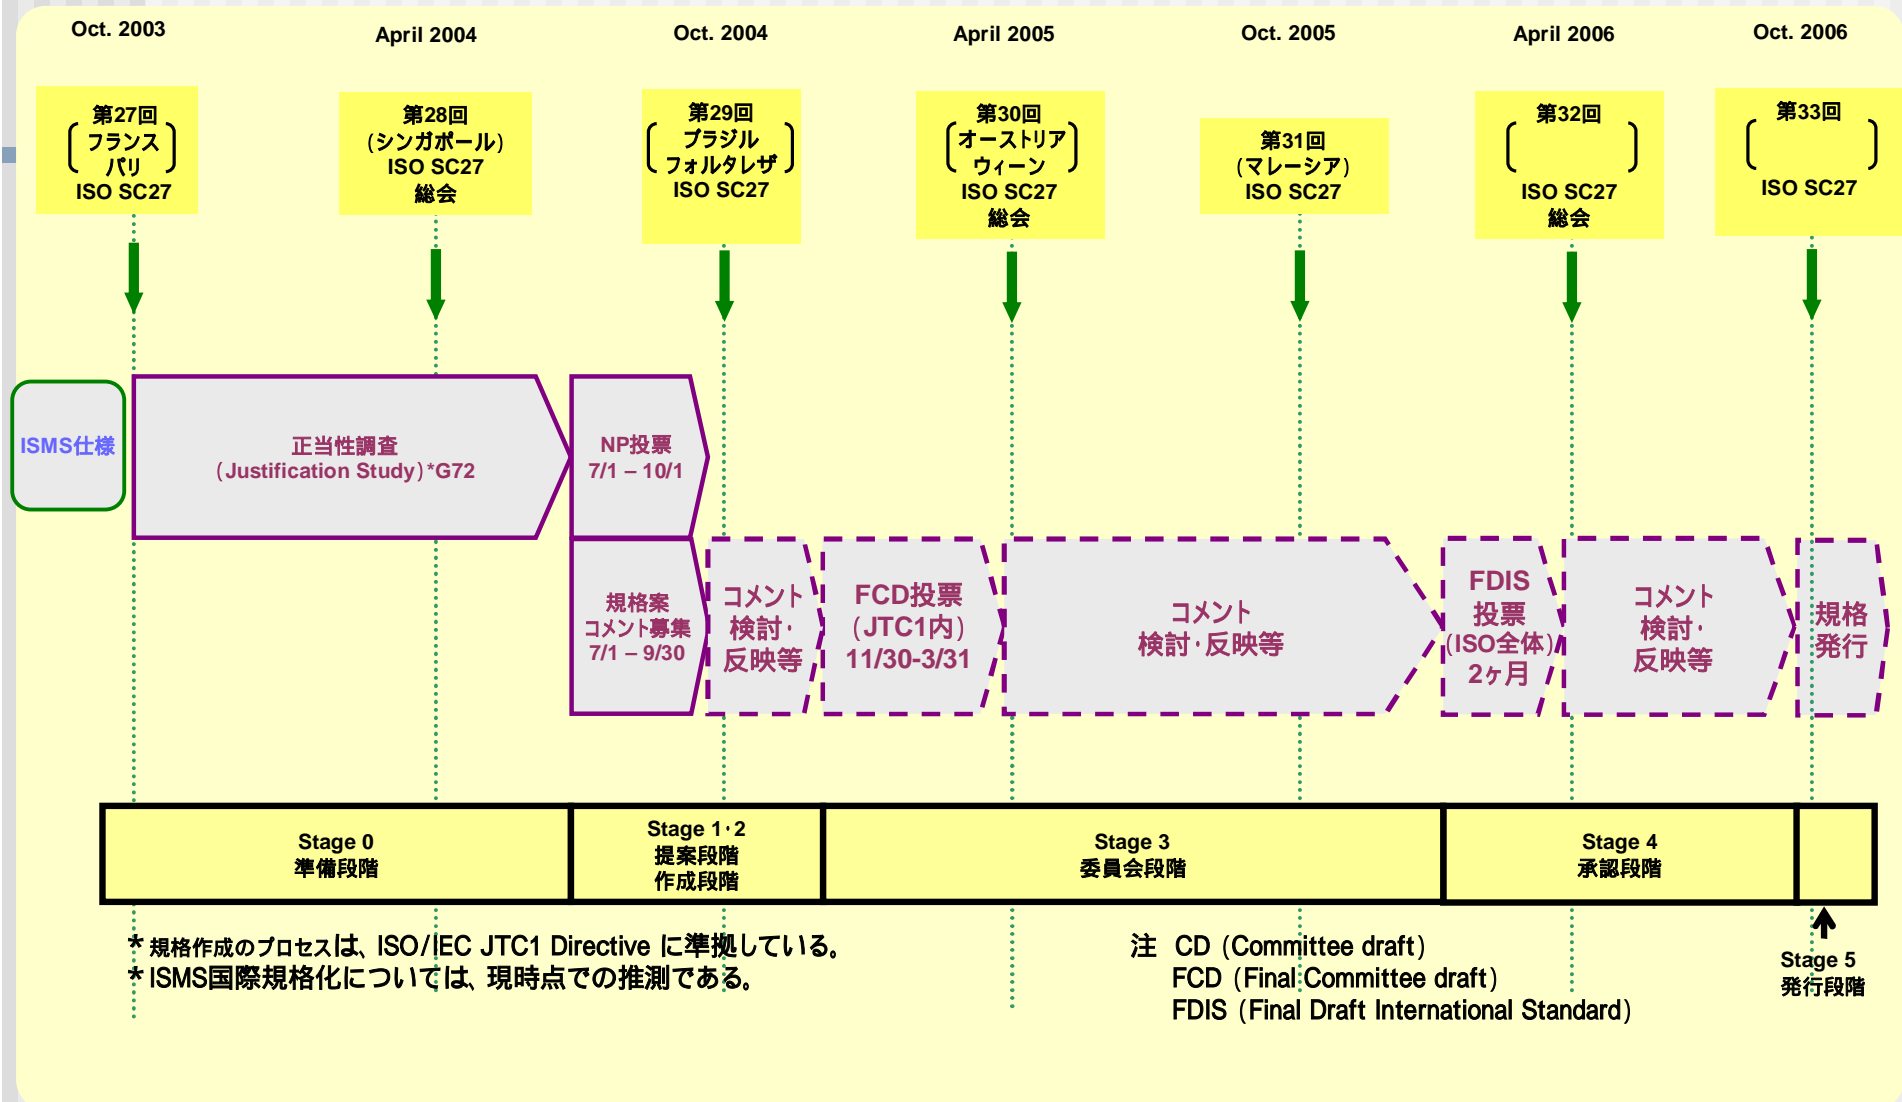 Oct. 2003
April 2004
Oct. 2004
April 2005
Oct. 2005
April 2006
Oct. 2006
第27回
フランス
パリ
ISO SC27
第28回
(シンガポール)
ISO SC27
総会
第29回
ブラジル
フォルタレザ
ISO SC27
第30回
オーストリア
ウィーン
ISO SC27
総会
第31回
(マレーシア)
ISO SC27
第32回
ISO SC27
総会
第33回
ISO SC27
ISMS仕様
正当性調査
(Justification Study)*G72
NP投票
7/1 – 10/1
規格案
コメント募集
7/1 – 9/30
コメント
検討・
反映等
FCD投票
(JTC1内)
11/30-3/31
コメント
検討・反映等
FDIS
投票
(ISO全体)
2ヶ月
コメント
検討・
反映等
規格
発行
Stage 0
準備段階
Stage 1・2
提案段階
作成段階
Stage 3
委員会段階
Stage 4
承認段階
Stage 5
発行段階
* 規格作成のプロセスは、ISO/IEC JTC1 Directive に準拠している。
* ISMS国際規格化については、現時点での推測である。
注 CD (Committee draft)
FCD (Final Committee draft)
FDIS (Final Draft International Standard)